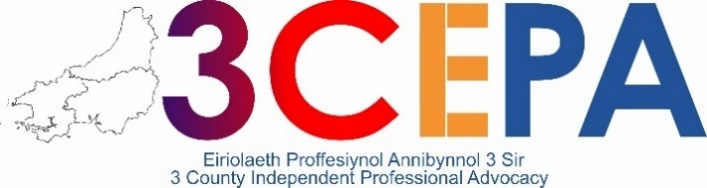 3CEPA
Eiriolaeth Proffesiynol Annibynnol 3 Sir
3 County Independent Professional Advocacy